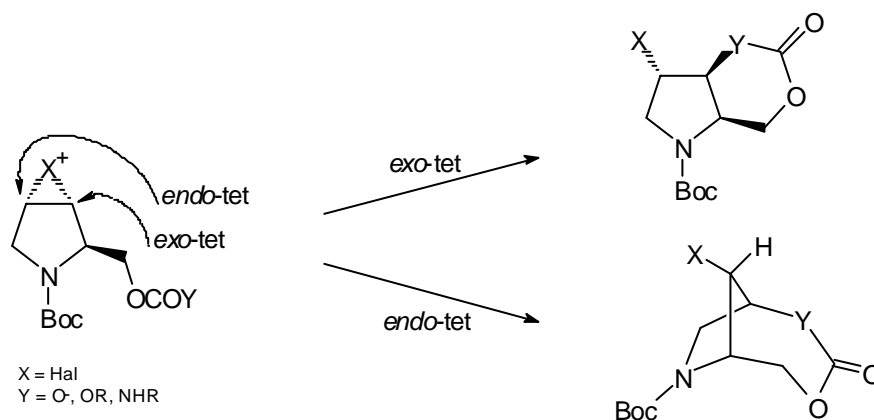 X
Y
O
O
N
Boc
X+
endo-tet
exo-tet
exo-tet
N
Boc
OCOY
endo-tet
X = Hal
Y = O-, OR, NHR
X
H
Y
O
O
N
Boc